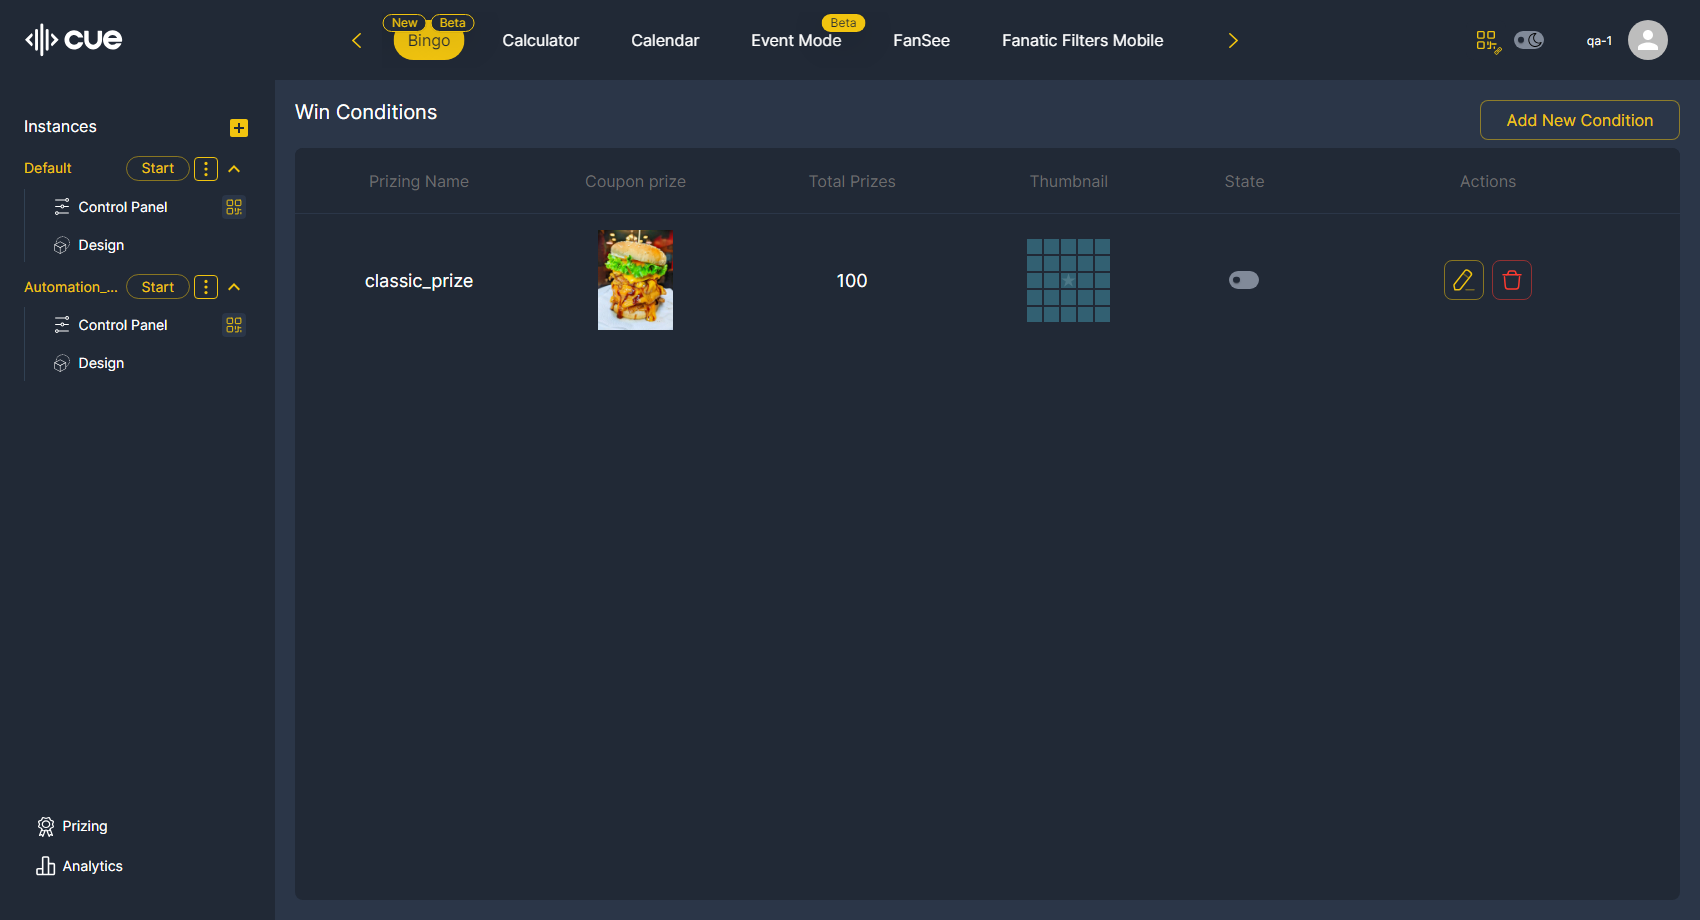 cue
New Beta
Bingo
Calculator
Calendar
Beta
Event Mode
FanSee
Fanatic Filters Mobile
qa-1
Instances
Default Start
Control Panel
Design
Automation_... Start
Control Panel
Design
Prizing
Analytics
Win Conditions
Add New Condition
Prizing Name Coupon prize Total Prizes Thumbnail State Actions
classic_prize 100